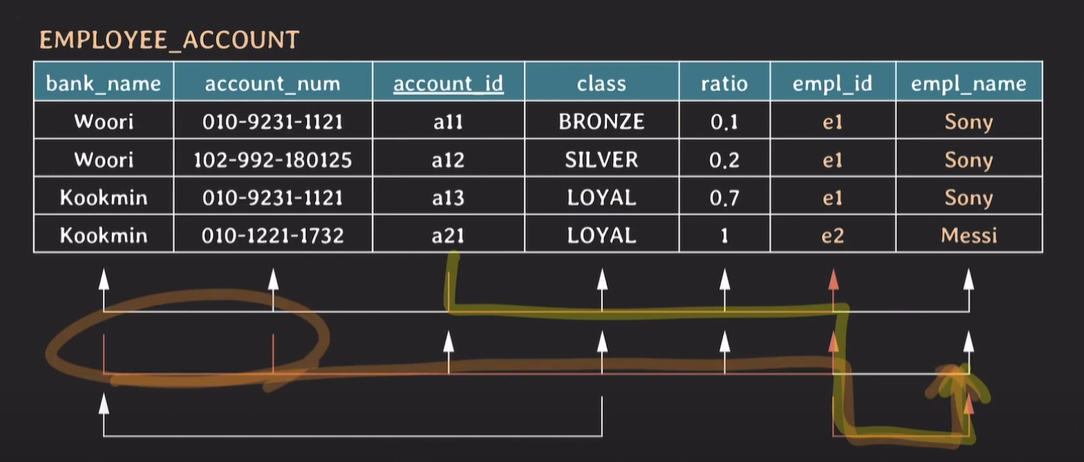 EMPLOYEE_ACCOUNT
bank_name account_num account_id class ratio empl_id empl_name
Woori 010-9231-1121 a11 BRONZE 0.1 e1 Sony
Woori 102-992-180125 a12 SILVER 0.2 e1 Sony
Kookmin 010-9231-1121 a13 LOYAL 0.7 e1 Sony
Kookmin 010-1221-1732 a21 LOYAL 1 e2 Messi